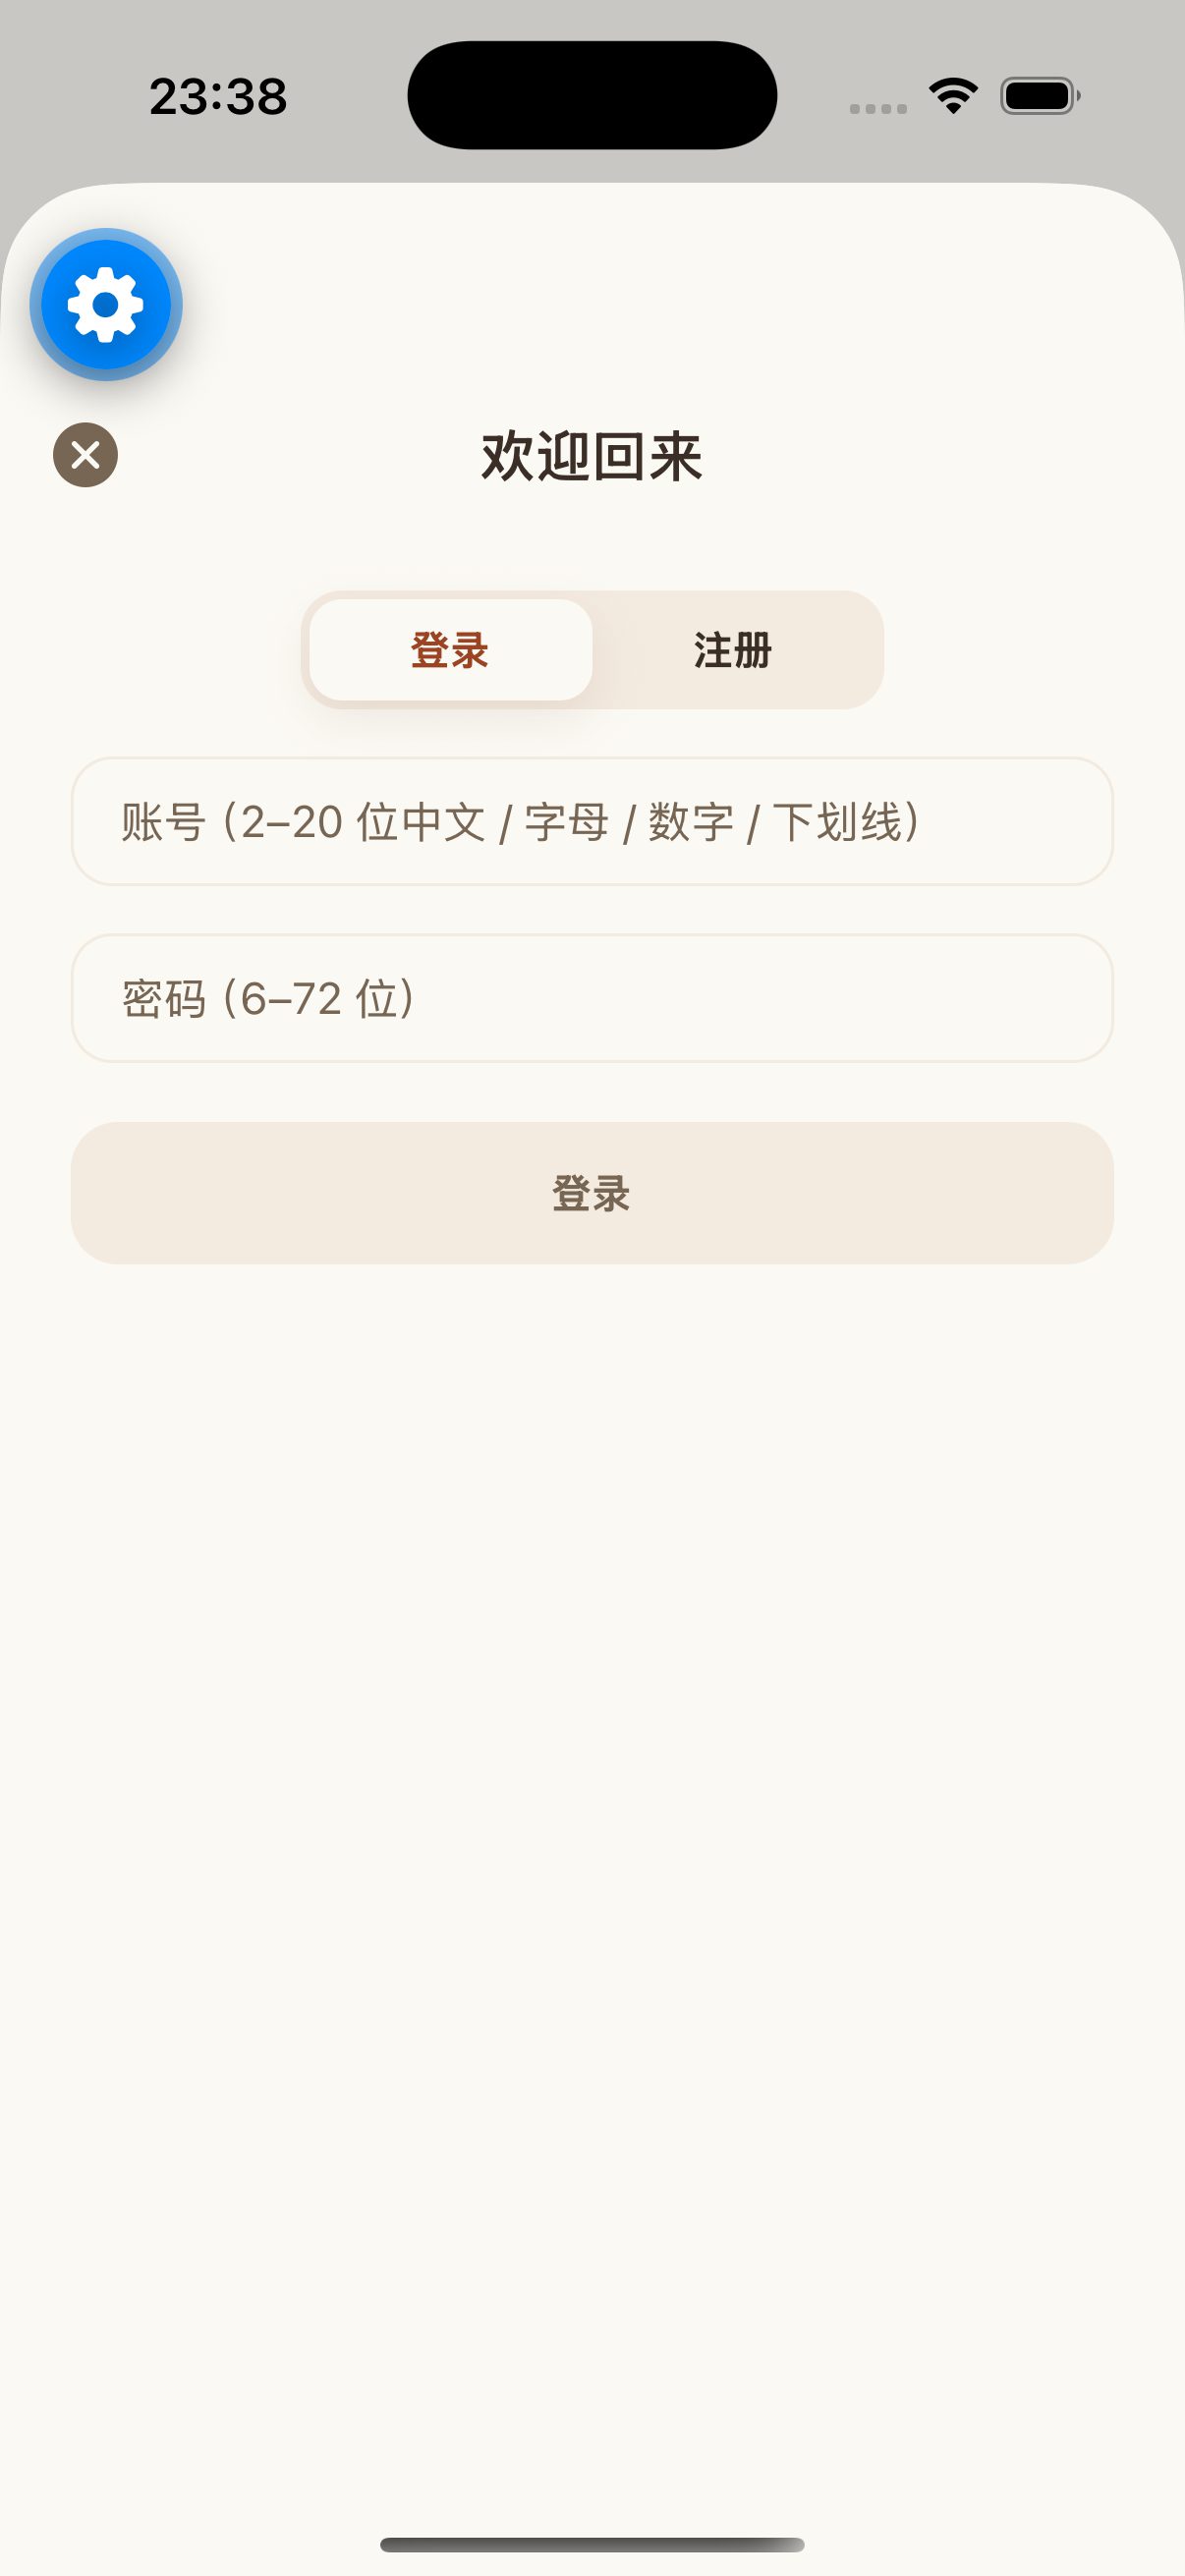 23:38
欢迎回来
登录 注册
账号 (2–20 位中文 / 字母 / 数字 / 下划线)
密码 (6–72 位)
登录